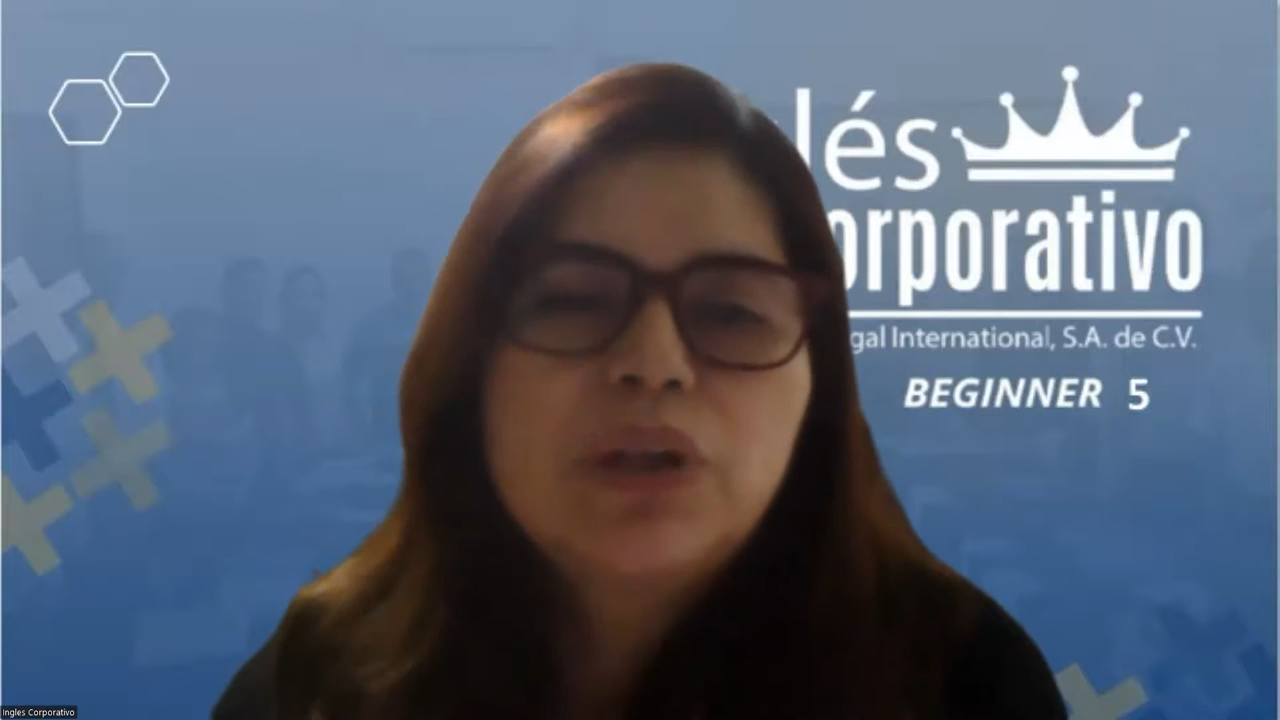 lés
orporativo
gal International, S.A. de C.V.
BEGINNER 5
Ingles Corporativo